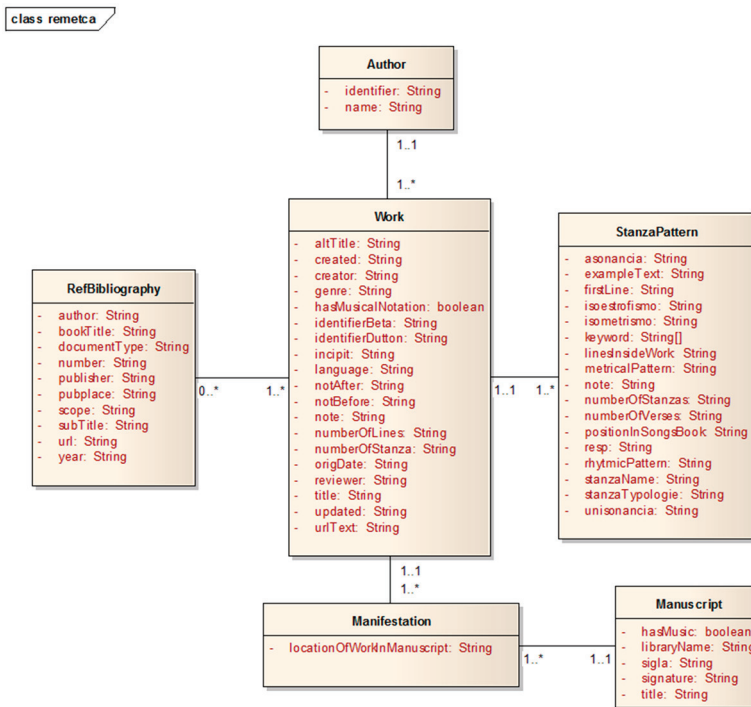 class remetca
Author
- identifier: String
- name: String
1..1
1..*
Work
- altTitle: String
- created: String
- creator: String
- genre: String
- hasMusicalNotation: boolean
- identifierBeta: String
- identifierDutton: String
- incipit: String
- language: String
- notAfter: String
- notBefore: String
- note: String
- numberOfLines: String
- numberOfStanza: String
- origDate: String
- reviewer: String
- title: String
- updated: String
- urlText: String
RefBibliography
- author: String
- bookTitle: String
- documentType: String
- number: String
- publisher: String
- pubplace: String
- scope: String
- subTitle: String
- url: String
- year: String
0..*
1..*
StanzaPattern
- asonancia: String
- exampleText: String
- firstLine: String
- isoestrofismo: String
- isometrismo: String
- keyword: String[]
- linesInsideWork: String
- metricalPattern: String
- note: String
- numberOfStanzas: String
- numberOfVerses: String
- positionInSongsBook: String
- resp: String
- rhytmicPattern: String
- stanzaName: String
- stanzaTypologie: String
- unisonancia: String
1..1
1..*
1..1
1..*
Manifestation
- locationOfWorkInManuscript: String
1..*
1..1
Manuscript
- hasMusic: boolean
- libraryName: String
- sigla: String
- signature: String
- title: String